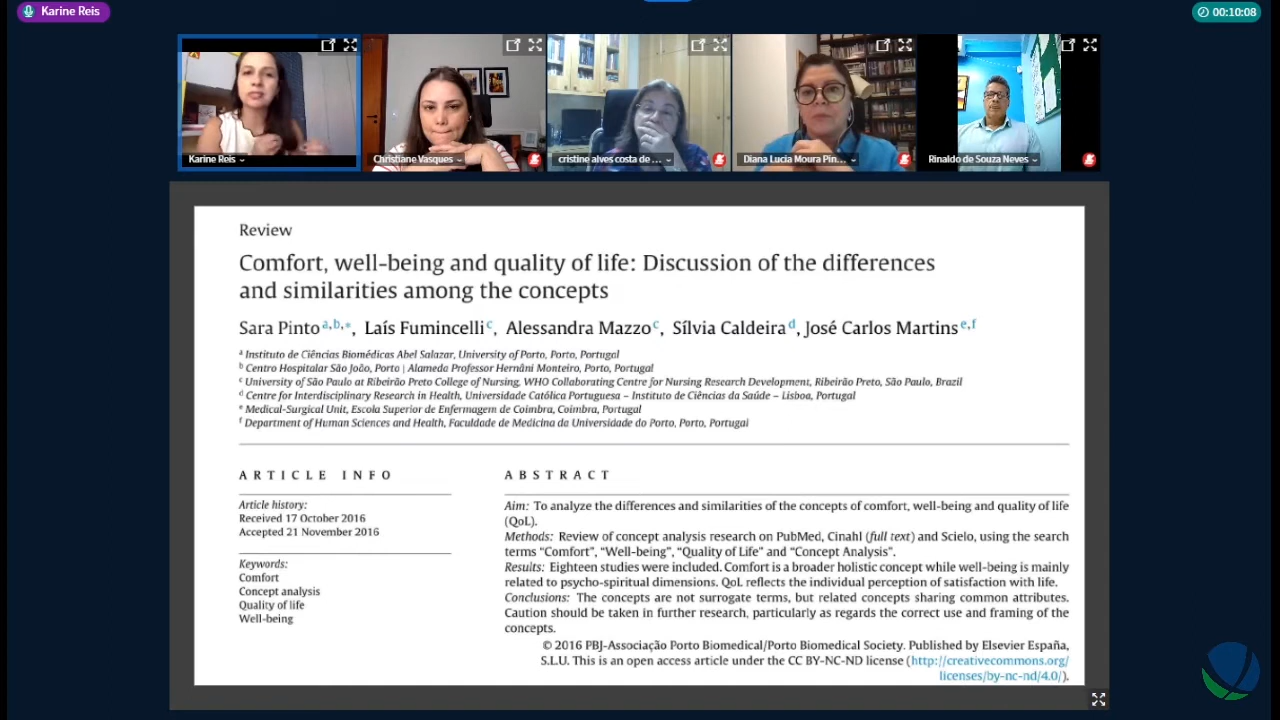 Karine Reis
00:10:08
Karine Reis
Christiane Vasques
cristine alves costa de ...
Diana Lucia Moura Pin...
Rinaldo de Souza Neves
Review
Comfort, well-being and quality of life: Discussion of the differences
and similarities among the concepts
Sara Pinto a,b,*, Laís Fumincelli c, Alessandra Mazzo c, Sílvia Caldeira d, José Carlos Martins e,f
a Instituto de Ciências Biomédicas Abel Salazar, University of Porto, Porto, Portugal
b Centro Hospitalar São João, Porto | Alameda Professor Hernâni Monteiro, Porto, Portugal
c University of São Paulo at Ribeirão Preto College of Nursing, WHO Collaborating Centre for Nursing Research Development, Ribeirão Preto, São Paulo, Brazil
d Centre for Interdisciplinary Research in Health, Universidade Católica Portuguesa – Instituto de Ciências da Saúde – Lisboa, Portugal
e Medical-Surgical Unit, Escola Superior de Enfermagem de Coimbra, Coimbra, Portugal
f Department of Human Sciences and Health, Faculdade de Medicina da Universidade do Porto, Porto, Portugal
ARTICLE INFO
Article history:
Received 17 October 2016
Accepted 21 November 2016
Keywords:
Comfort
Concept analysis
Quality of life
Well-being
ABSTRACT
Aim: To analyze the differences and similarities of the concepts of comfort, well-being and quality of life
(QoL).
Methods: Review of concept analysis research on PubMed, Cinahl (full text) and Scielo, using the search
terms “Comfort”, “Well-being”, “Quality of Life” and “Concept Analysis”.
Results: Eighteen studies were included. Comfort is a broader holistic concept while well-being is mainly
related to psycho-spiritual dimensions. QoL reflects the individual perception of satisfaction with life.
Conclusions: The concepts are not surrogate terms, but related concepts sharing common attributes.
Caution should be taken in further research, particularly as regards the correct use and framing of the
concepts.
© 2016 PBJ-Associação Porto Biomedical/Porto Biomedical Society. Published by Elsevier España,
S.L.U. This is an open access article under the CC BY-NC-ND license (http://creativecommons.org/
licenses/by-nc-nd/4.0/).